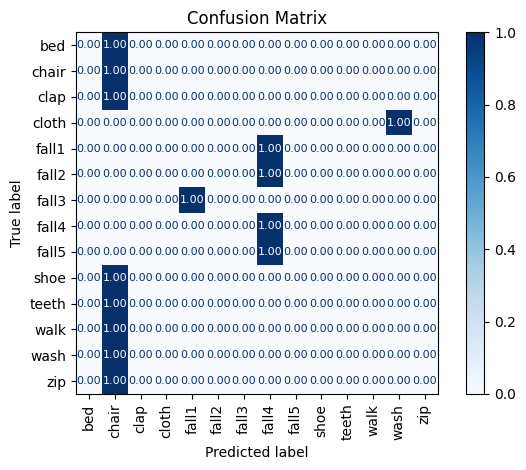 Confusion Matrix
bed 0.00 1.00 0.00 0.00 0.00 0.00 0.00 0.00 0.00 0.00 0.00 0.00 0.00 0.00
chair 0.00 1.00 0.00 0.00 0.00 0.00 0.00 0.00 0.00 0.00 0.00 0.00 0.00 0.00
clap 0.00 1.00 0.00 0.00 0.00 0.00 0.00 0.00 0.00 0.00 0.00 0.00 0.00 0.00
cloth 0.00 0.00 0.00 0.00 0.00 0.00 0.00 0.00 0.00 0.00 0.00 0.00 1.00 0.00
fall1 0.00 0.00 0.00 0.00 0.00 0.00 0.00 1.00 0.00 0.00 0.00 0.00 0.00 0.00
fall2 0.00 0.00 0.00 0.00 0.00 0.00 0.00 1.00 0.00 0.00 0.00 0.00 0.00 0.00
fall3 0.00 0.00 0.00 0.00 1.00 0.00 0.00 0.00 0.00 0.00 0.00 0.00 0.00 0.00
fall4 0.00 0.00 0.00 0.00 0.00 0.00 0.00 1.00 0.00 0.00 0.00 0.00 0.00 0.00
fall5 0.00 0.00 0.00 0.00 0.00 0.00 0.00 1.00 0.00 0.00 0.00 0.00 0.00 0.00
shoe 0.00 1.00 0.00 0.00 0.00 0.00 0.00 0.00 0.00 0.00 0.00 0.00 0.00 0.00
teeth 0.00 1.00 0.00 0.00 0.00 0.00 0.00 0.00 0.00 0.00 0.00 0.00 0.00 0.00
walk 0.00 1.00 0.00 0.00 0.00 0.00 0.00 0.00 0.00 0.00 0.00 0.00 0.00 0.00
wash 0.00 1.00 0.00 0.00 0.00 0.00 0.00 0.00 0.00 0.00 0.00 0.00 0.00 0.00
zip 0.00 1.00 0.00 0.00 0.00 0.00 0.00 0.00 0.00 0.00 0.00 0.00 0.00 0.00
bed chair clap cloth fall1 fall2 fall3 fall4 fall5 shoe teeth walk wash zip
Predicted label
True label
1.0
0.8
0.6
0.4
0.2
0.0